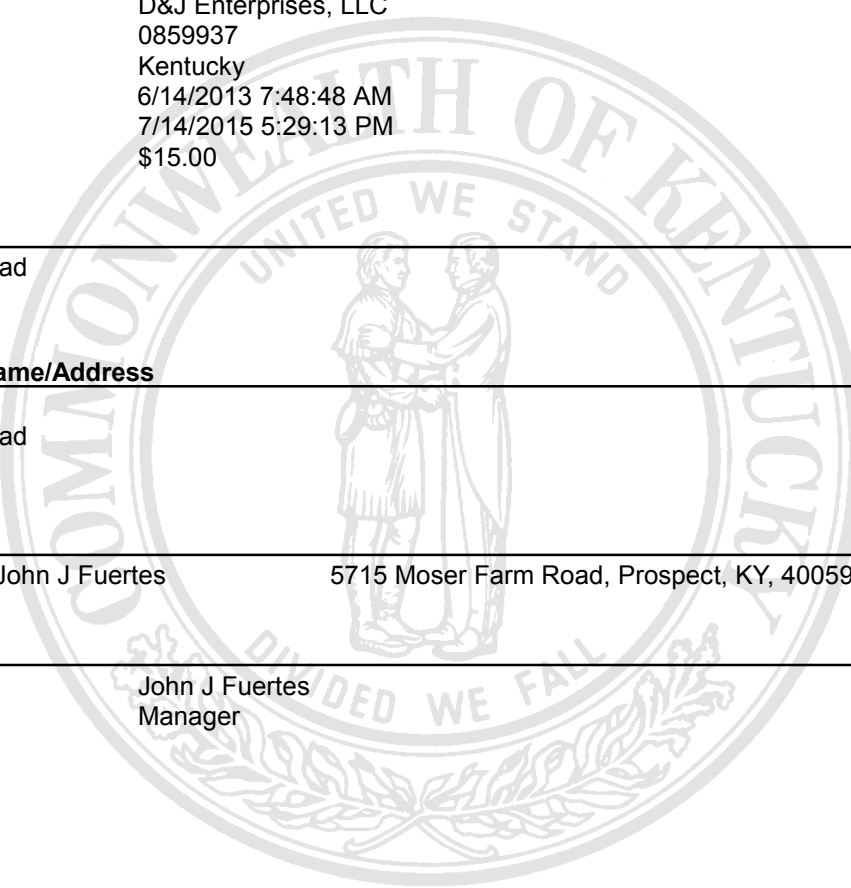 D&J Enterprises, LLC
0859937
Kentucky
6/14/2013 7:48:48 AM
7/14/2015 5:29:13 PM
$15.00
COMMONWEALTH OF KENTUCKY
UNITED WE STAND
ad
ame/Address
ad
John J Fuertes 5715 Moser Farm Road, Prospect, KY, 40059
DIVIDED WE FALL
John J Fuertes
Manager